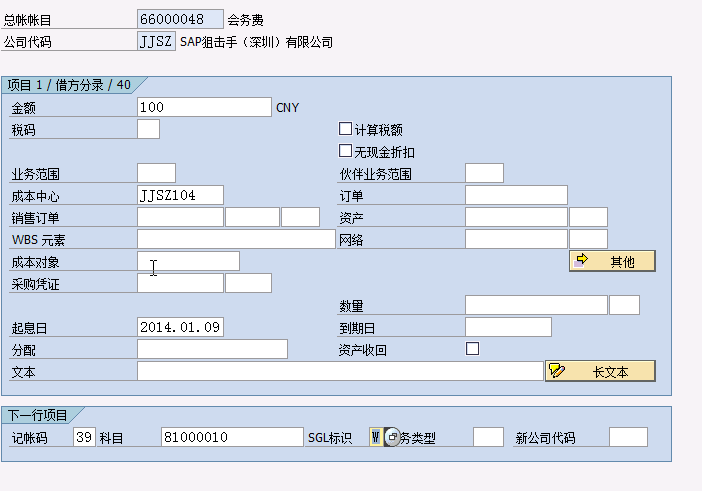 总帐帐目 66000048 会务费
公司代码 JJSZ SAP狙击手（深圳）有限公司
项目 1 / 借方分录 / 40
金额 100 CNY
税码 计算税额
无现金折扣
业务范围 伙伴业务范围
成本中心 JJSZ104 订单
销售订单 资产
WBS 元素 网络
成本对象 其他
采购凭证
数量
起息日 2014.01.09 到期日
分配 资产收回
文本 长文本
下一行项目
记帐码 39 科目 81000010 SGL标识 W 务类型 新公司代码